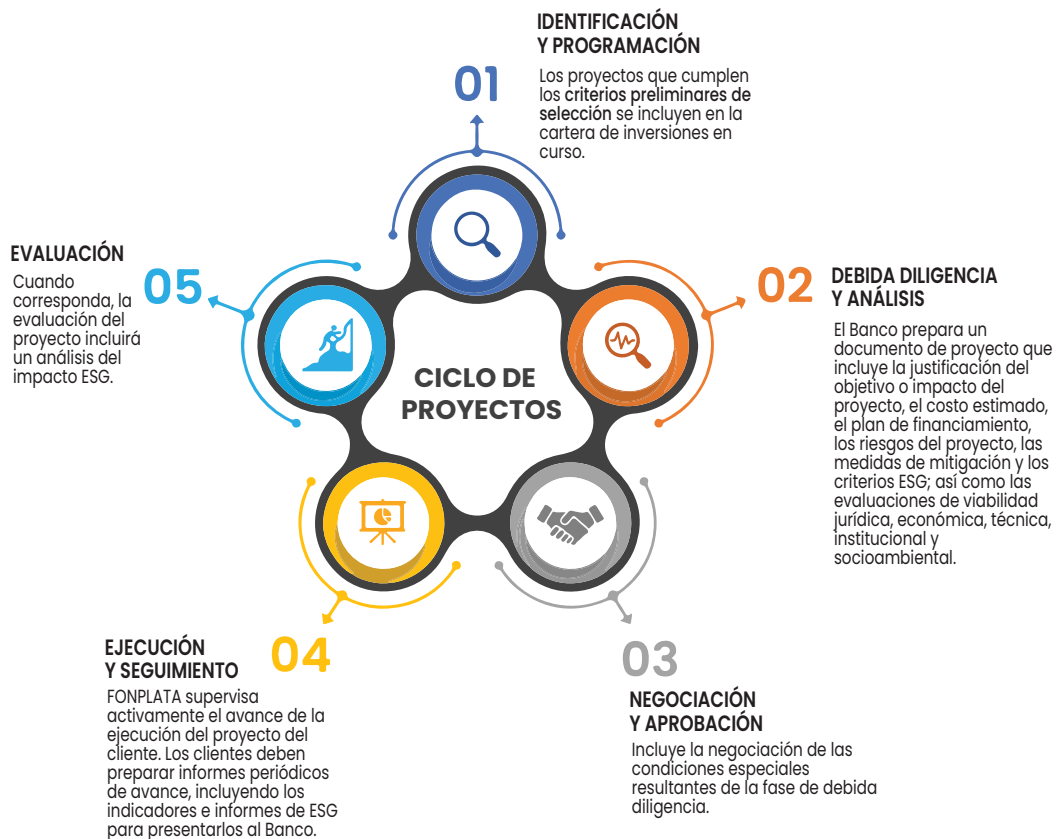 01
IDENTIFICACIÓN
Y PROGRAMACIÓN
Los proyectos que cumplen
los criterios preliminares de
selección se incluyen en la
cartera de inversiones en
curso.
02
DEBIDA DILIGENCIA
Y ANÁLISIS
El Banco prepara un
documento de proyecto que
incluye la justificación del
objetivo o impacto del
proyecto, el costo estimado,
el plan de financiamiento,
los riesgos del proyecto, las
medidas de mitigación y los
criterios ESG; así como las
evaluaciones de viabilidad
jurídica, económica, técnica,
institucional y
socioambiental.
03
NEGOCIACIÓN
Y APROBACIÓN
Incluye la negociación de las
condiciones especiales
resultantes de la fase de debida
diligencia.
04
EJECUCIÓN
Y SEGUIMIENTO
FONPLATA supervisa
activamente el avance de la
ejecución del proyecto del
cliente. Los clientes deben
preparar informes periódicos
de avance, incluyendo los
indicadores e informes de ESG
para presentarlos al Banco.
05
EVALUACIÓN
Cuando
corresponda, la
evaluación del
proyecto incluirá
un análisis del
impacto ESG.
CICLO DE
PROYECTOS